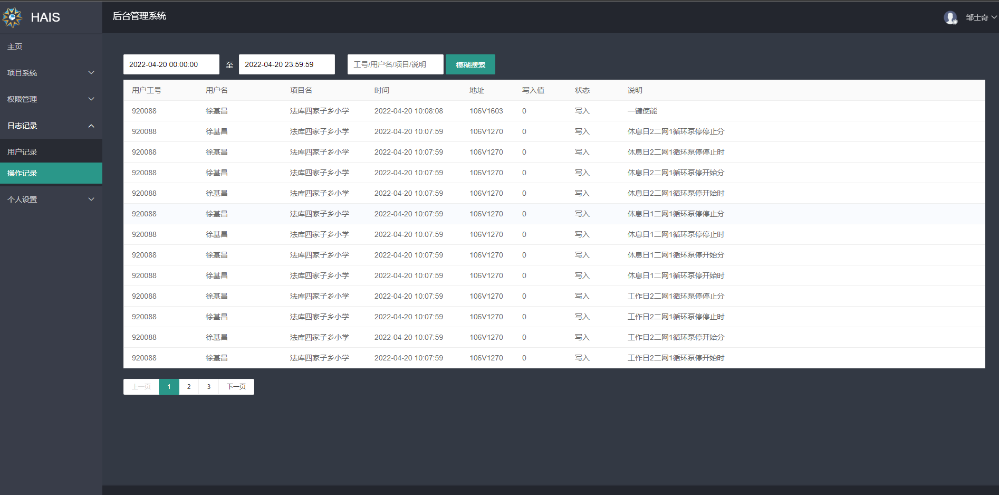 HAIS
后台管理系统
邹士奇
主页
项目系统
权限管理
日志记录
用户记录
操作记录
个人设置
2022-04-20 00:00:00 至 2022-04-20 23:59:59 工号/用户名/项目/说明 模糊搜索
用户工号 用户名 项目名 时间 地址 写入值 状态 说明
920088 徐基昌 法库四家子乡小学 2022-04-20 10:08:08 106V1603 0 写入 一键使能
920088 徐基昌 法库四家子乡小学 2022-04-20 10:07:59 106V1270 0 写入 休息日2二网1循环泵停停止分
920088 徐基昌 法库四家子乡小学 2022-04-20 10:07:59 106V1270 0 写入 休息日2二网1循环泵停停止时
920088 徐基昌 法库四家子乡小学 2022-04-20 10:07:59 106V1270 0 写入 休息日2二网1循环泵停开始分
920088 徐基昌 法库四家子乡小学 2022-04-20 10:07:59 106V1270 0 写入 休息日2二网1循环泵停开始时
920088 徐基昌 法库四家子乡小学 2022-04-20 10:07:59 106V1270 0 写入 休息日1二网1循环泵停停止分
920088 徐基昌 法库四家子乡小学 2022-04-20 10:07:59 106V1270 0 写入 休息日1二网1循环泵停停止时
920088 徐基昌 法库四家子乡小学 2022-04-20 10:07:59 106V1270 0 写入 休息日1二网1循环泵停开始分
920088 徐基昌 法库四家子乡小学 2022-04-20 10:07:59 106V1270 0 写入 休息日1二网1循环泵停开始时
920088 徐基昌 法库四家子乡小学 2022-04-20 10:07:59 106V1270 0 写入 工作日2二网1循环泵停停止分
920088 徐基昌 法库四家子乡小学 2022-04-20 10:07:59 106V1270 0 写入 工作日2二网1循环泵停停止时
920088 徐基昌 法库四家子乡小学 2022-04-20 10:07:59 106V1270 0 写入 工作日2二网1循环泵停开始分
920088 徐基昌 法库四家子乡小学 2022-04-20 10:07:59 106V1270 0 写入 工作日2二网1循环泵停开始时
上一页 1 2 3 下一页